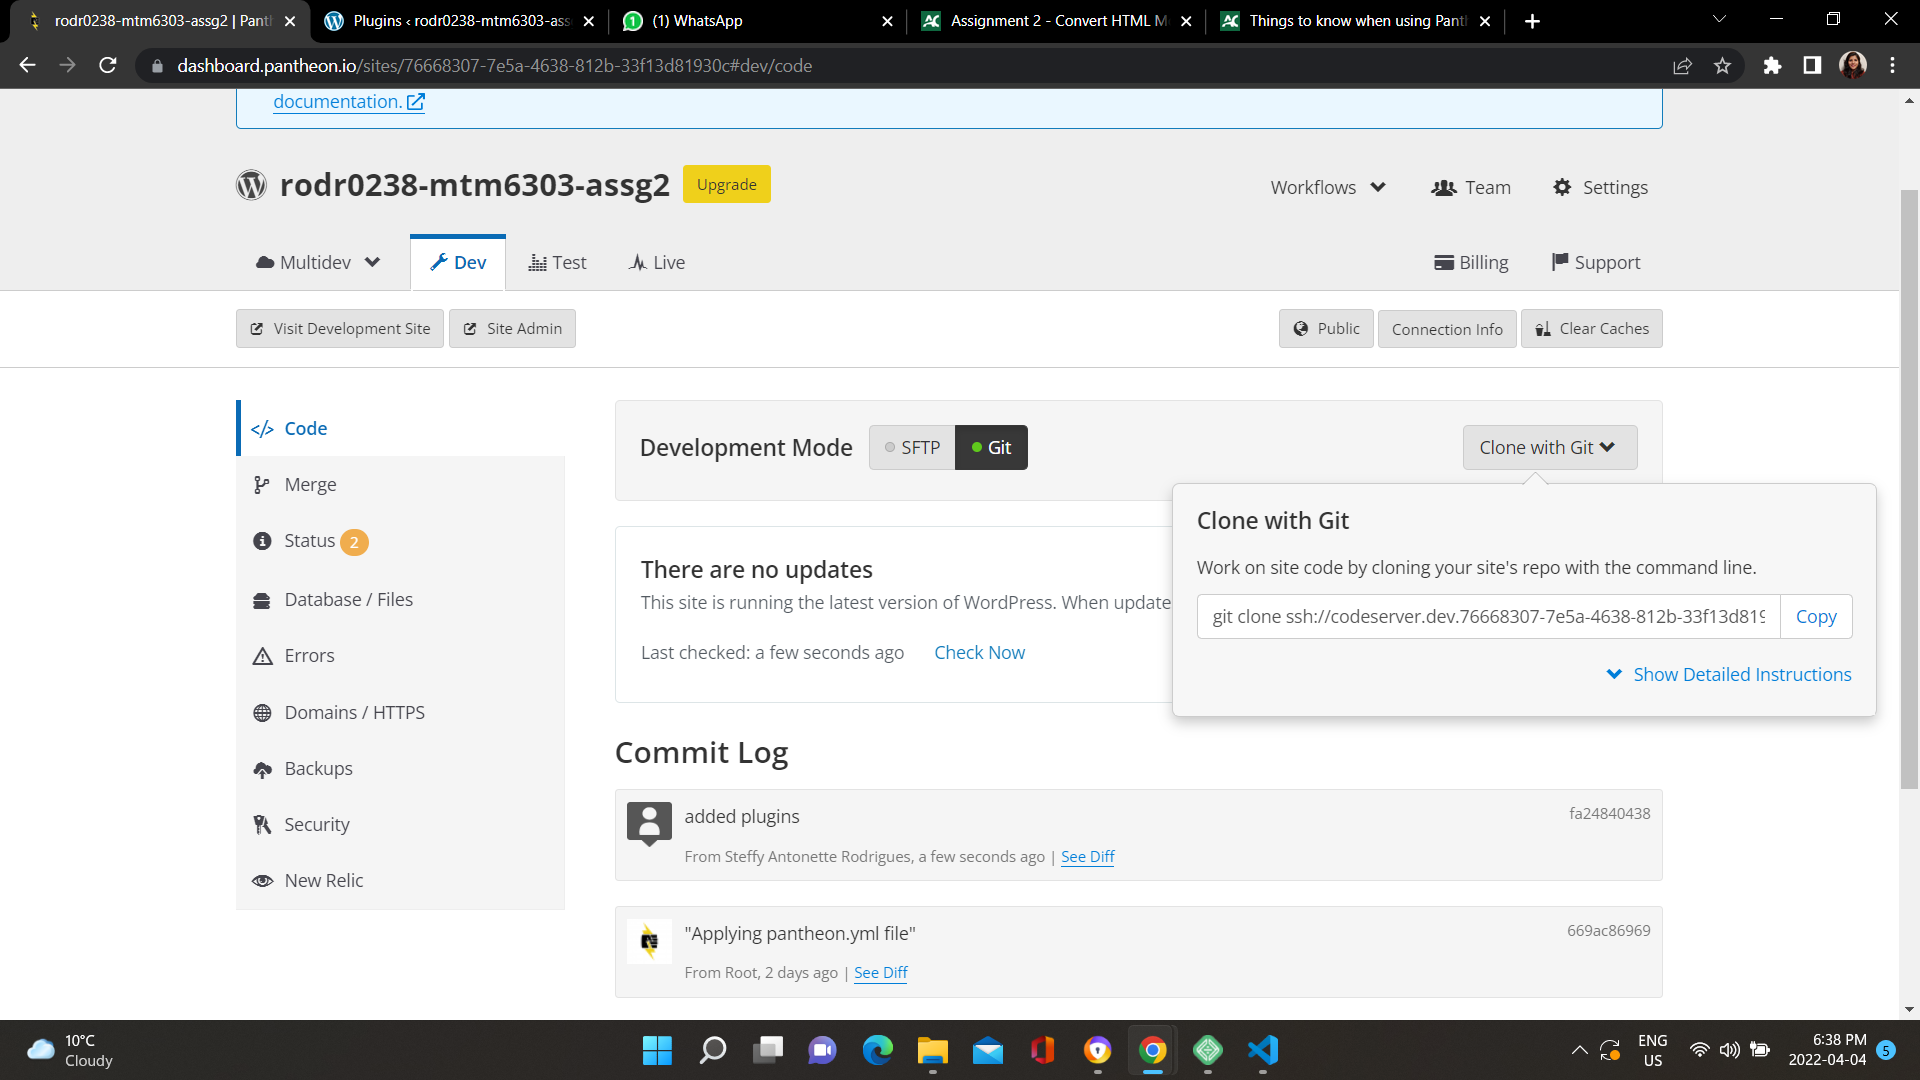 rodr0238-mtm6303-assg2 | Panth
Plugins ‹ rodr0238-mtm6303-ass
(1) WhatsApp
Assignment 2 - Convert HTML M
Things to know when using Panth
dashboard.pantheon.io/sites/76668307-7e5a-4638-812b-33f13d81930c#dev/code
documentation.
rodr0238-mtm6303-assg2
Upgrade
Workflows
Team
Settings
Multidev
Dev
Test
Live
Billing
Support
Visit Development Site
Site Admin
Public
Connection Info
Clear Caches
Code
Merge
Status 2
Database / Files
Errors
Domains / HTTPS
Backups
Security
New Relic
Development Mode
SFTP
Git
Clone with Git
Clone with Git
Work on site code by cloning your site's repo with the command line.
git clone ssh://codeserver.dev.76668307-7e5a-4638-812b-33f13d819
Copy
Show Detailed Instructions
There are no updates
This site is running the latest version of WordPress. When update
Last checked: a few seconds ago
Check Now
Commit Log
added plugins
fa24840438
From Steffy Antonette Rodrigues, a few seconds ago | See Diff
"Applying pantheon.yml file"
669ac86969
From Root, 2 days ago | See Diff
10°C
Cloudy
ENG
US
6:38 PM
2022-04-04
5